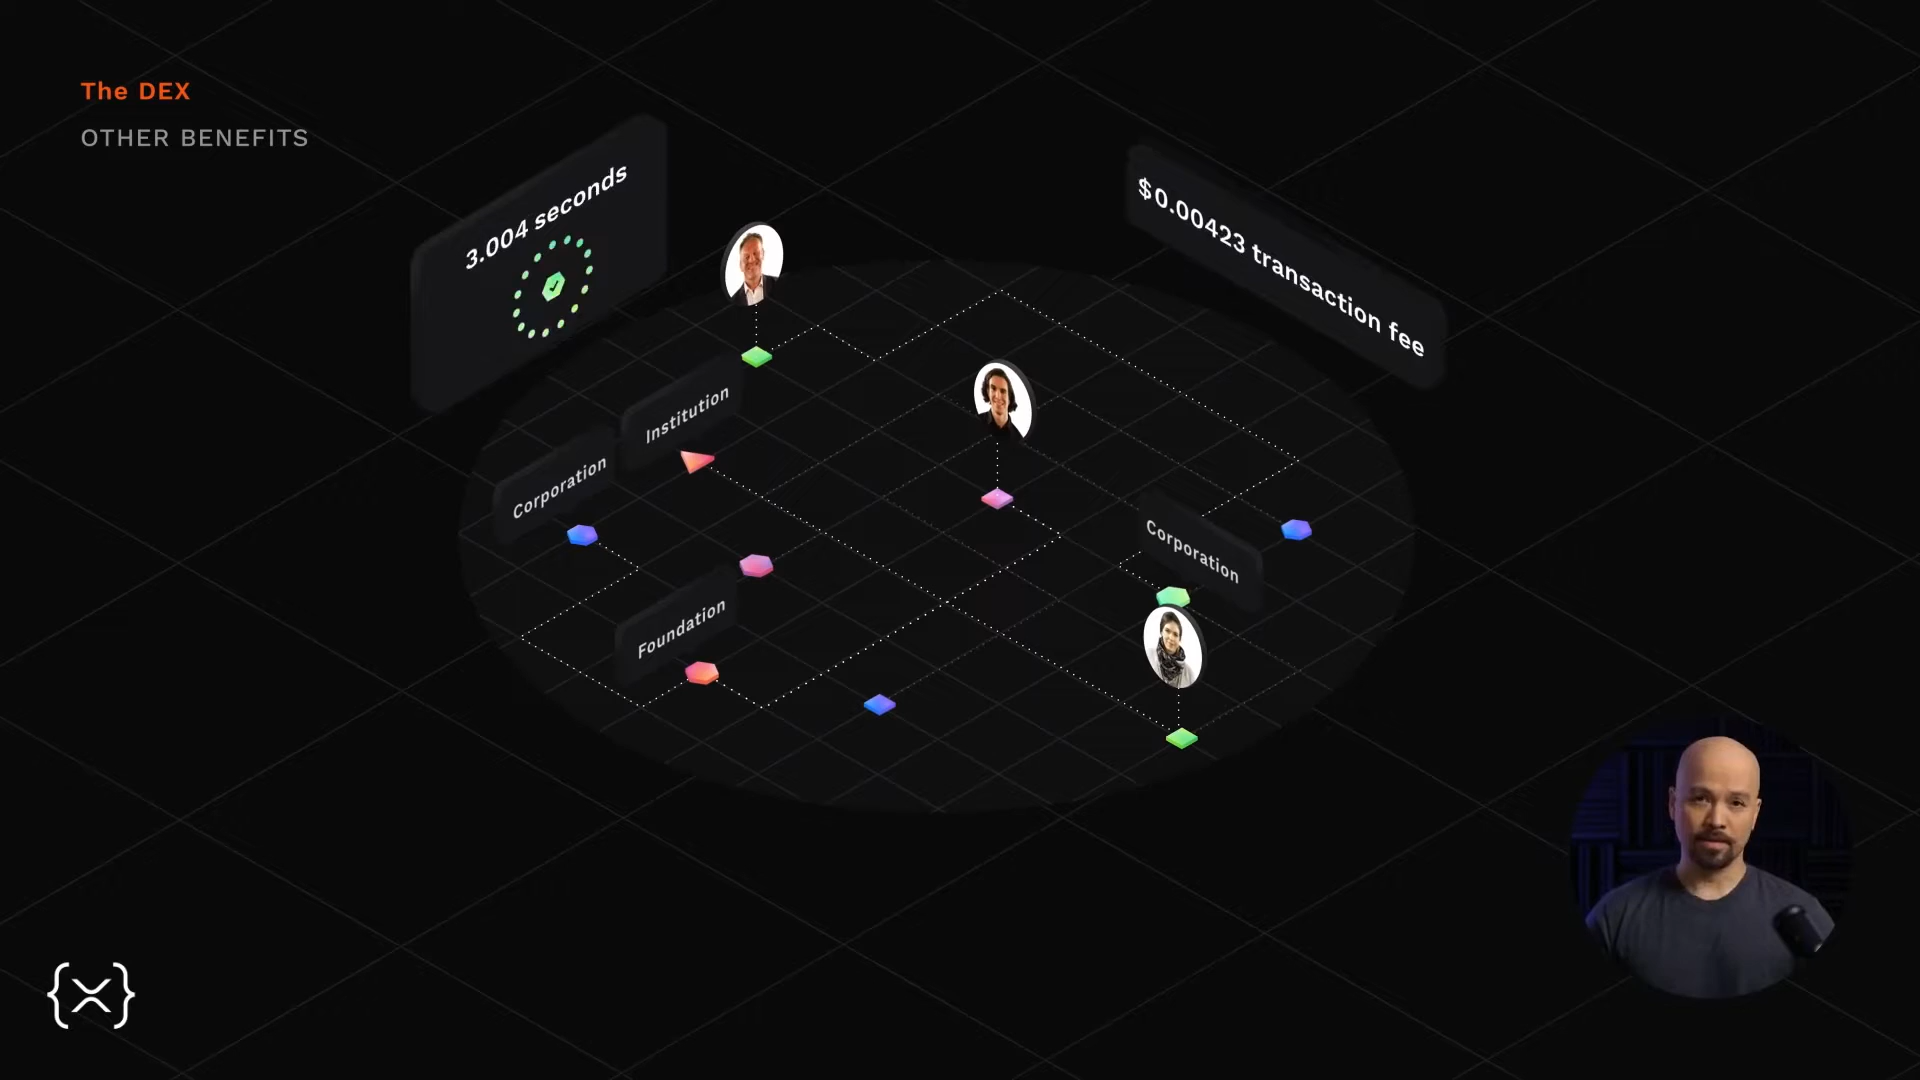 The DEX
OTHER BENEFITS
3.004 seconds
$0.00423 transaction fee
Institution
Corporation
Corporation
Foundation